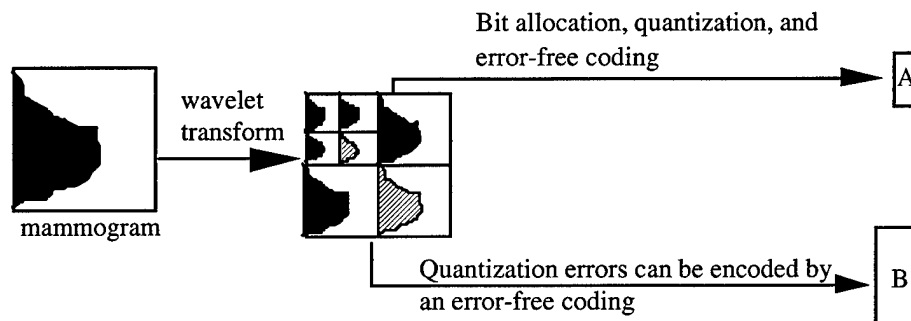 Bit allocation, quantization, and
error-free coding
A
wavelet
transform
mammogram
Quantization errors can be encoded by
an error-free coding
B